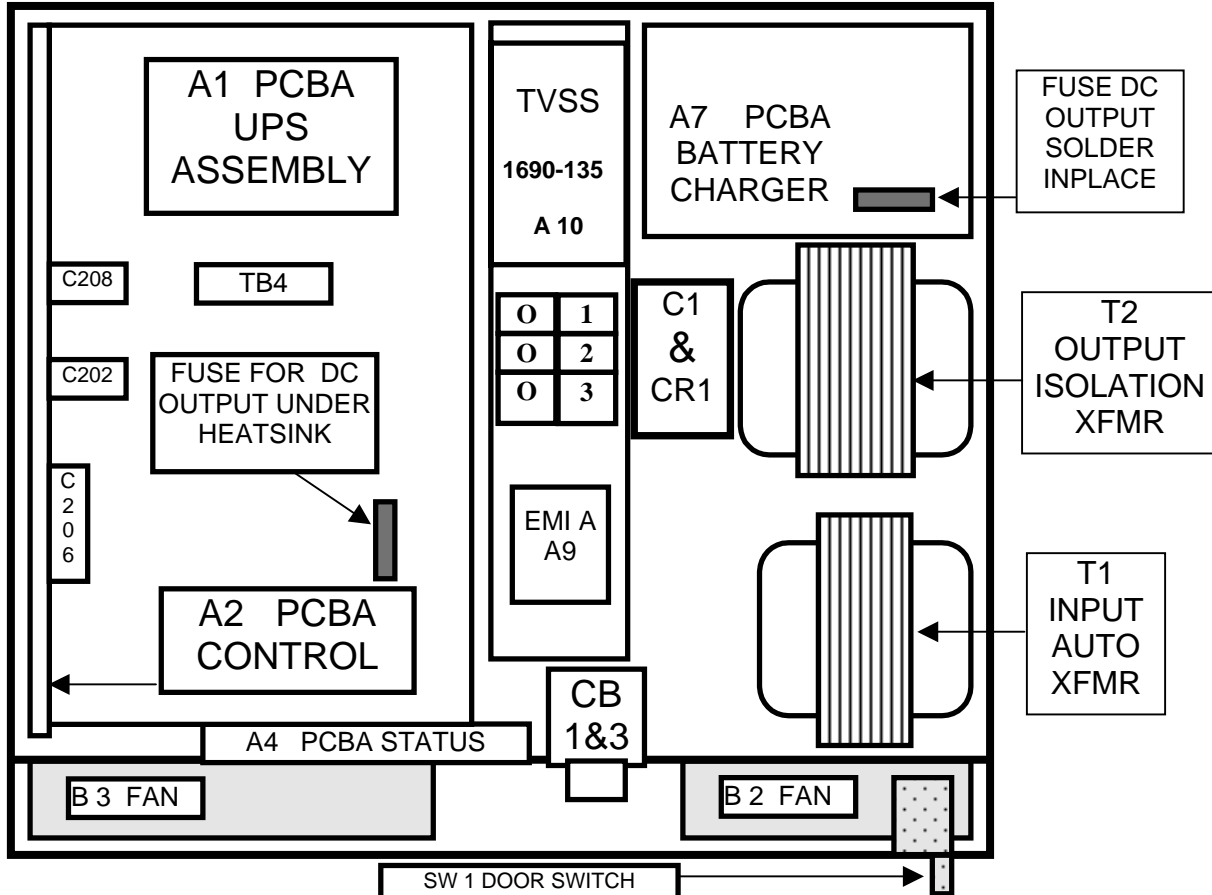 A1 PCBA
UPS
ASSEMBLY
TVSS
1690-135
A 10
A7 PCBA
BATTERY
CHARGER
FUSE DC
OUTPUT
SOLDER
INPLACE
C208
TB4
C202
FUSE FOR DC
OUTPUT UNDER
HEATSINK
O 1
O 2
O 3
C1
&
CR1
T2
OUTPUT
ISOLATION
XFMR
C
2
0
6
EMI A
A9
A2 PCBA
CONTROL
T1
INPUT
AUTO
XFMR
CB
1&3
A4 PCBA STATUS
B 3 FAN
B 2 FAN
SW 1 DOOR SWITCH